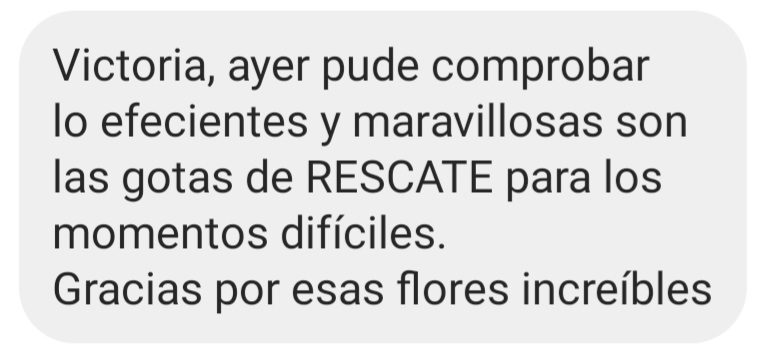 Victoria, ayer pude comprobar
lo efecientes y maravillosas son
las gotas de RESCATE para los
momentos difíciles.
Gracias por esas flores increíbles